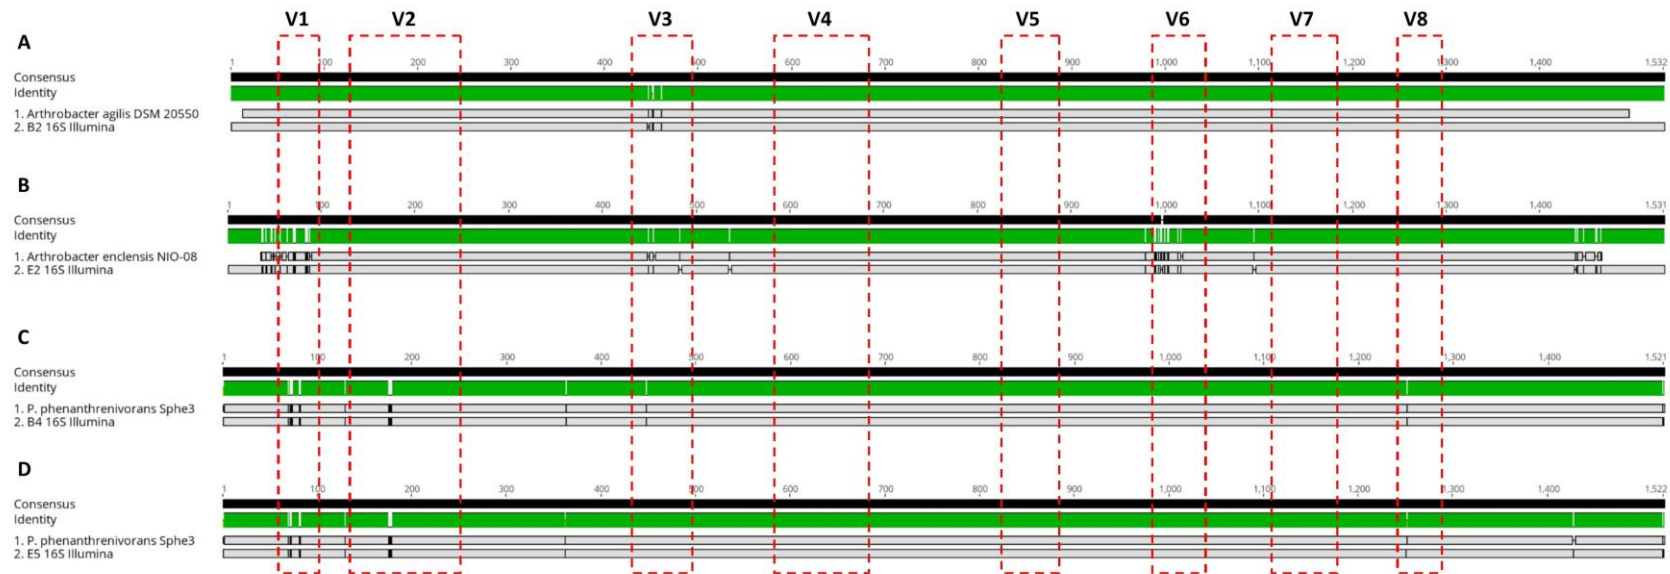 V1 V2 V3 V4 V5 V6 V7 V8
A
1 100 200 300 400 500 600 700 800 900 1,000 1,100 1,200 1,300 1,400 1,532
Consensus
Identity
1. Arthrobacter agilis DSM 20550
2. B2 16S Illumina
B
1 100 200 300 400 500 600 700 800 900 1,000 1,100 1,200 1,300 1,400 1,531
Consensus
Identity
1. Arthrobacter enclensis NIO-08
2. E2 16S Illumina
C
1 100 200 300 400 500 600 700 800 900 1,000 1,100 1,200 1,300 1,400 1,521
Consensus
Identity
1. P. phenanthrenivorans Sphe3
2. B4 16S Illumina
D
1 100 200 300 400 500 600 700 800 900 1,000 1,100 1,200 1,300 1,400 1,522
Consensus
Identity
1. P. phenanthrenivorans Sphe3
2. E5 16S Illumina